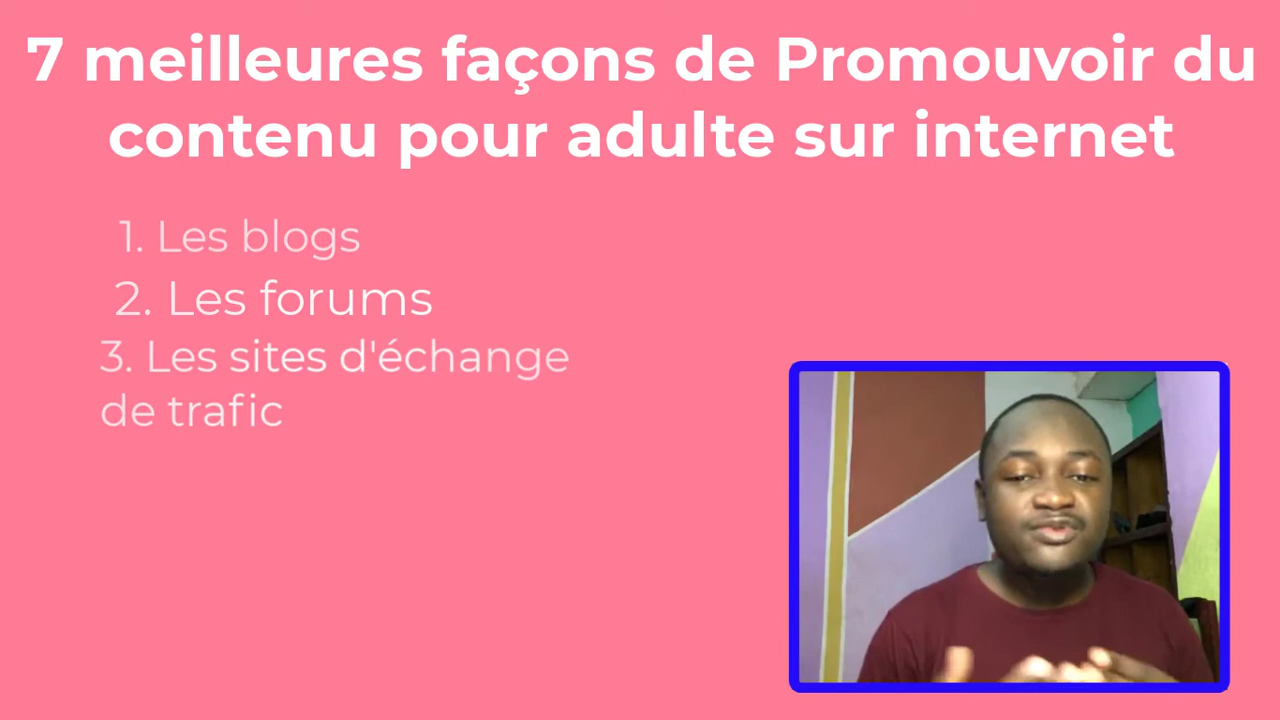 7 meilleures façons de Promouvoir du
contenu pour adulte sur internet
1. Les blogs
2. Les forums
3. Les sites d'échange
de trafic